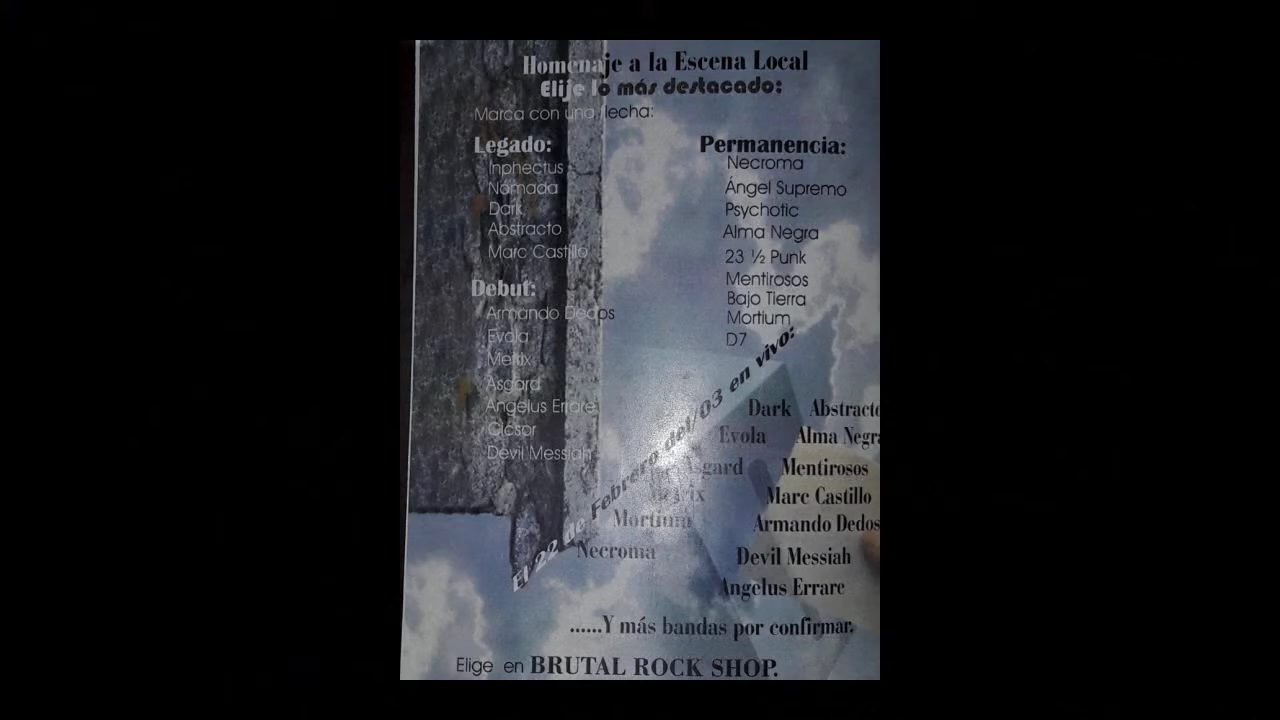 Homenaje a la Escena Local
Elije lo más destacado:
Marca con una flecha:
Legado:
Inphectus
Nómada
Dark
Abstracto
Marc Castillo
Debut:
Armando Dedos
Evola
Asgard
Angelus Errare
Devil Messiah
Permanencia:
Necroma
Ángel Supremo
Psychotic
Alma Negra
23 ½ Punk
Mentirosos
Bajo Tierra
Mortium
D7
El 22 de Febrero del/03 en vivo:
Dark Abstracto
Evola Alma Negra
Asgard Mentirosos
Marc Castillo
Mortium Armando Dedos
Necroma Devil Messiah
Angelus Errare
......Y más bandas por confirmar.
Elige en BRUTAL ROCK SHOP.